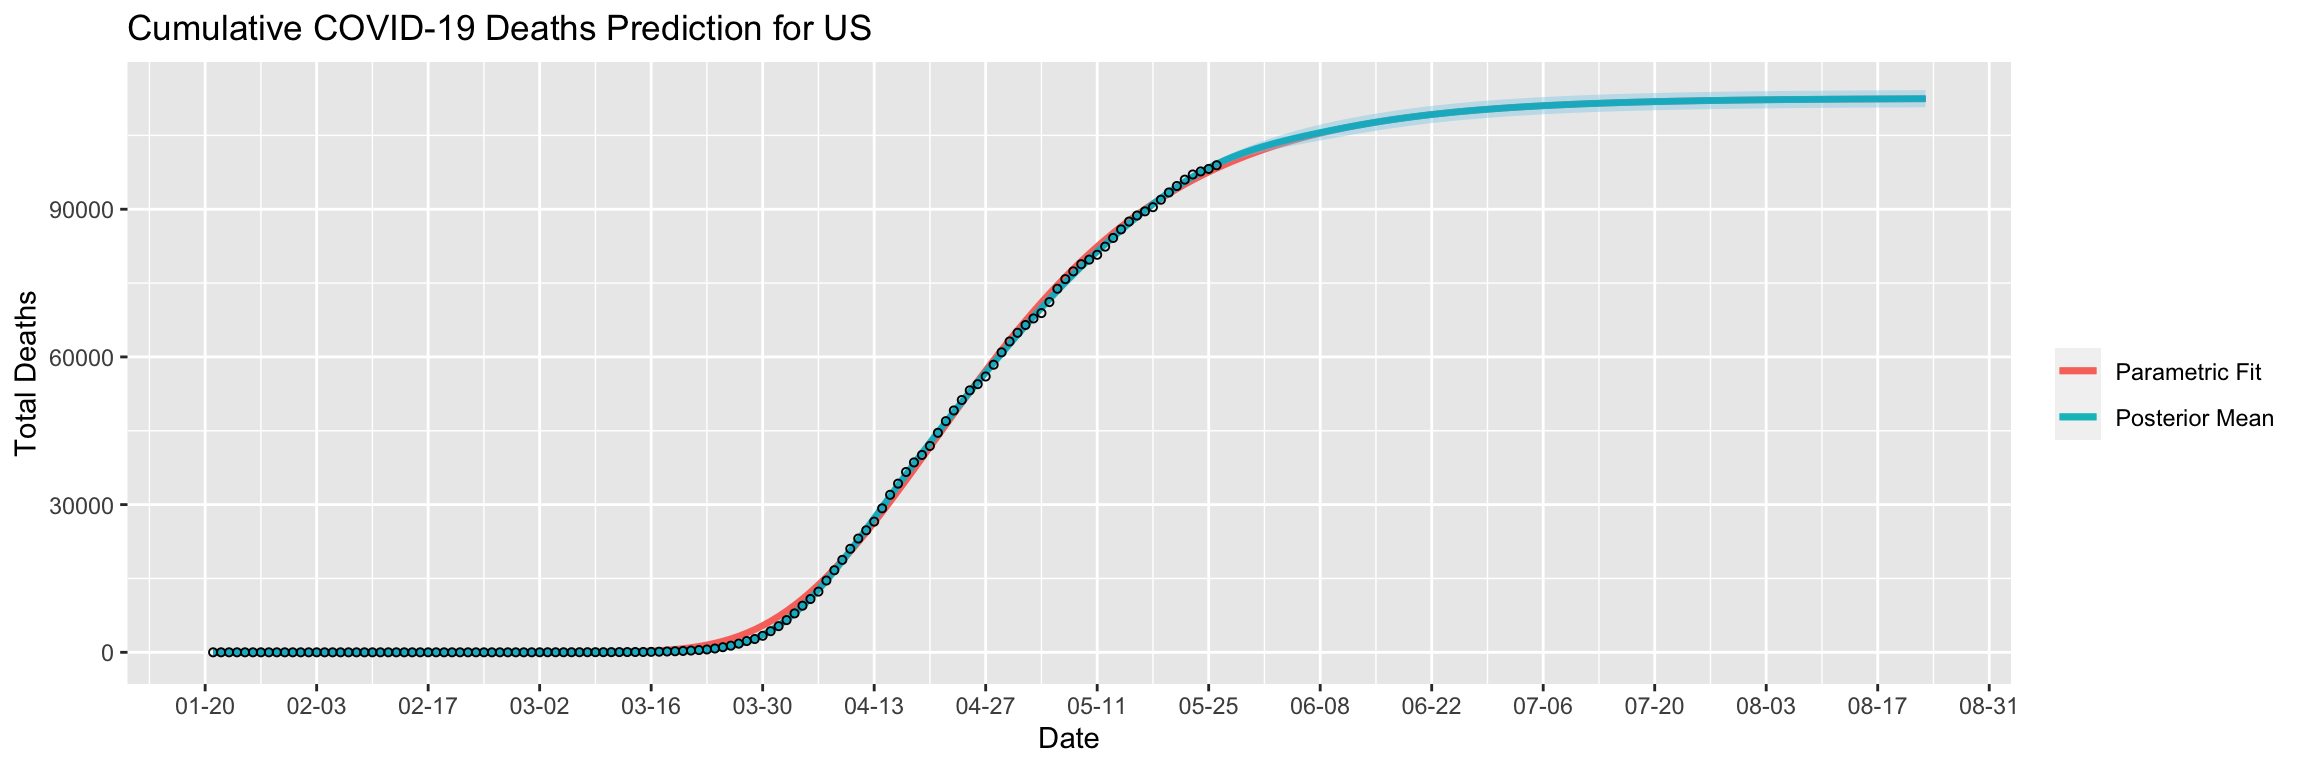 Cumulative COVID-19 Deaths Prediction for US
Total Deaths
90000
60000
30000
0
01-20 02-03 02-17 03-02 03-16 03-30 04-13 04-27 05-11 05-25 06-08 06-22 07-06 07-20 08-03 08-17 08-31
Date
Parametric Fit
Posterior Mean